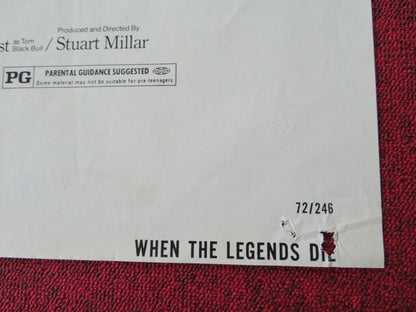 Produced and Directed By
st as Tom Black Bull / Stuart Millar
PG PARENTAL GUIDANCE SUGGESTED
Some material may not be suitable for pre-teenagers
72/246
WHEN THE LEGENDS DIE